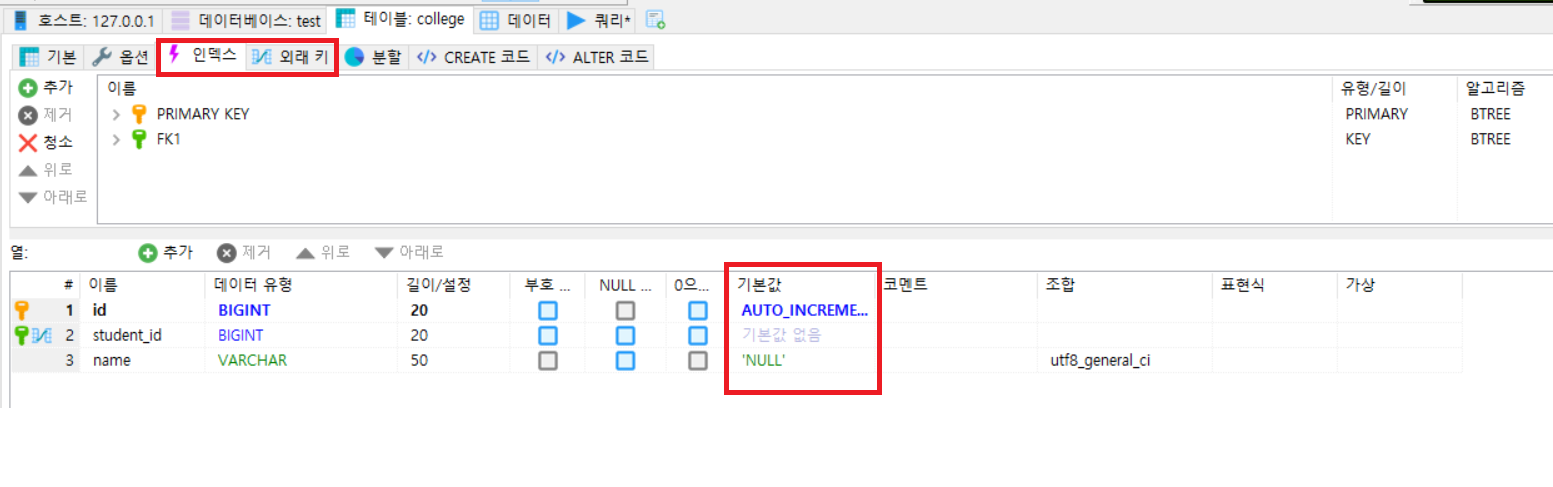 호스트: 127.0.0.1 데이터베이스: test 테이블: college 데이터 쿼리*
기본 옵션 인덱스 외래 키 분할 </> CREATE 코드 </> ALTER 코드
추가 이름 유형/길이 알고리즘
제거 PRIMARY KEY PRIMARY BTREE
청소 FK1 KEY BTREE
위로
아래로
열: 추가 제거 위로 아래로
# 이름 데이터 유형 길이/설정 부호 ... NULL ... 0으... 기본값 코멘트 조합 표현식 가상
1 id BIGINT 20 AUTO_INCREME...
2 student_id BIGINT 20 기본값 없음
3 name VARCHAR 50 'NULL' utf8_general_ci